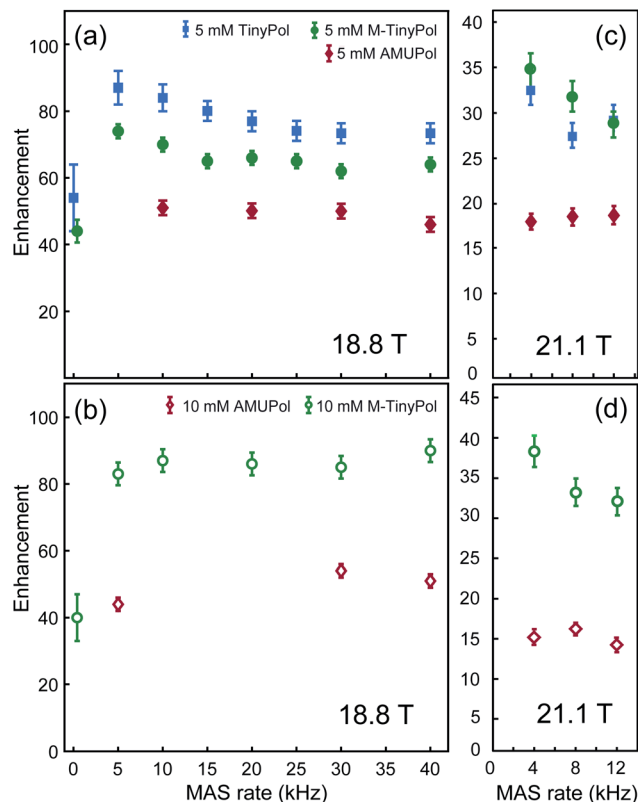 (a)
5 mM TinyPol
5 mM M-TinyPol
5 mM AMUPol
100
80
60
40
20
Enhancement
18.8 T
(c)
40
35
30
25
20
15
10
5
0
21.1 T
(b)
10 mM AMUPol
10 mM M-TinyPol
100
80
60
40
20
0
Enhancement
18.8 T
0 5 10 15 20 25 30 35 40
MAS rate (kHz)
(d)
45
40
35
30
25
20
15
10
5
0
21.1 T
0 4 8 12
MAS rate (kHz)